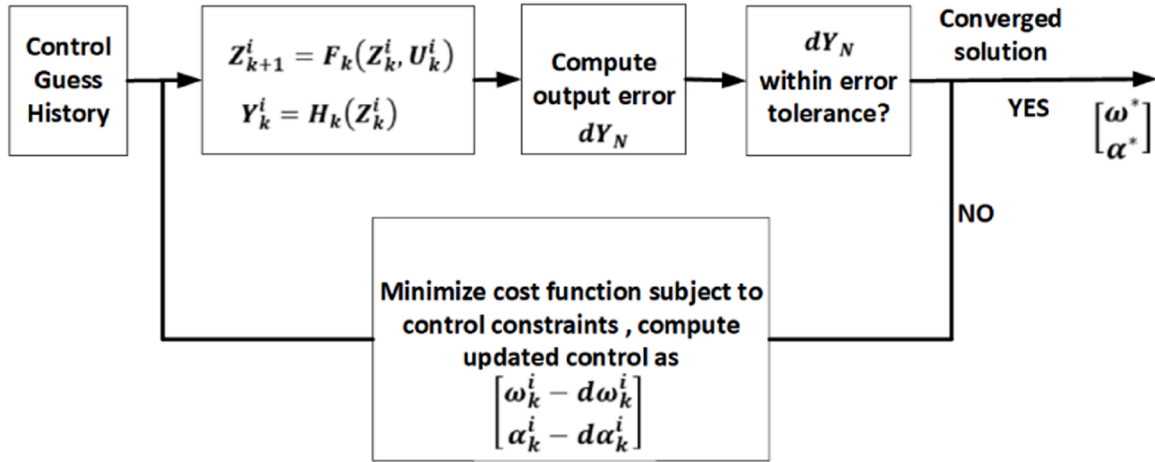 Control
Guess
History
Z^i_{k+1} = F_k(Z^i_k, U^i_k)
Y^i_k = H_k(Z^i_k)
Compute
output error
dY_N
dY_N
within error
tolerance?
Converged
solution
YES
[ω*
α*]
NO
Minimize cost function subject to
control constraints , compute
updated control as
[ω^i_k − dω^i_k
α^i_k − dα^i_k]